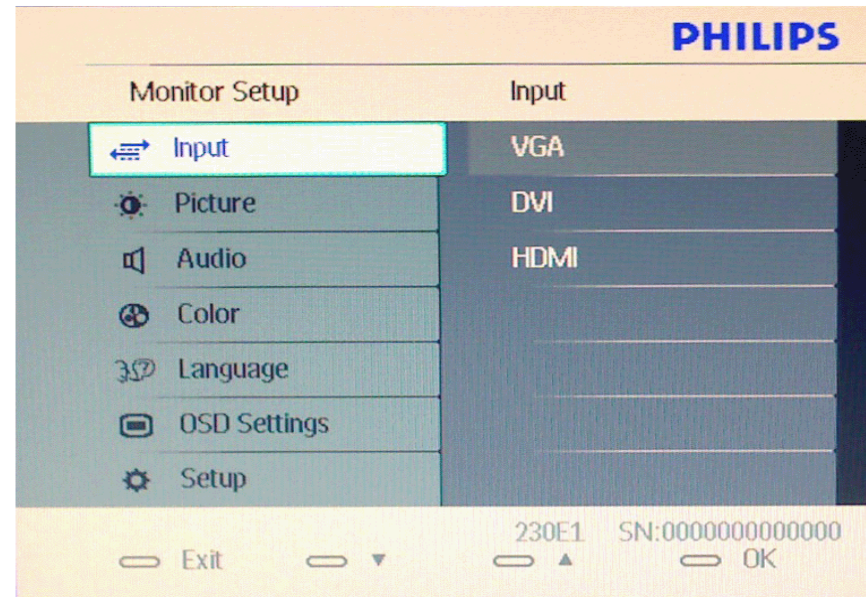 PHILIPS
Monitor Setup Input
Input VGA
Picture DVI
Audio HDMI
Color
Language
OSD Settings
Setup
230E1 SN:0000000000000
Exit ▼ ▲ OK